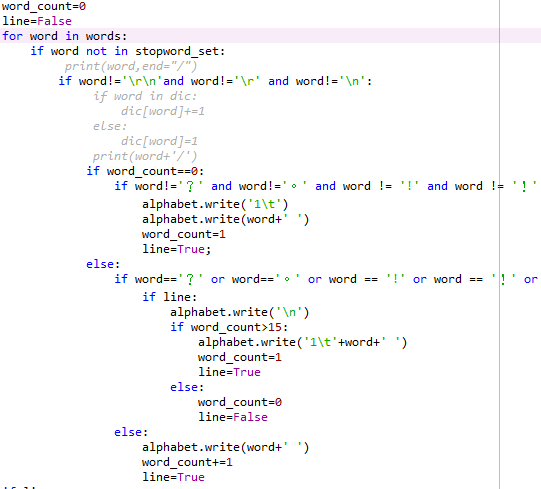 word_count=0
line=False
for word in words:
    if word not in stopword_set:
         print(word,end="/")
        if word!='\r\n'and word!='\r' and word!='\n':
             if word in dic:
                 dic[word]+=1
             else:
                 dic[word]=1
             print(word+'/')
            if word_count==0:
                if word!='？' and word!='。' and word != '!' and word != '！'
                    alphabet.write('1\t')
                    alphabet.write(word+' ')
                    word_count=1
                    line=True;
            else:
                if word=='？' or word=='。' or word == '!' or word == '！' or
                    if line:
                        alphabet.write('\n')
                        if word_count>15:
                            alphabet.write('1\t'+word+' ')
                            word_count=1
                            line=True
                        else:
                            word_count=0
                            line=False
                else:
                    alphabet.write(word+' ')
                    word_count+=1
                    line=True